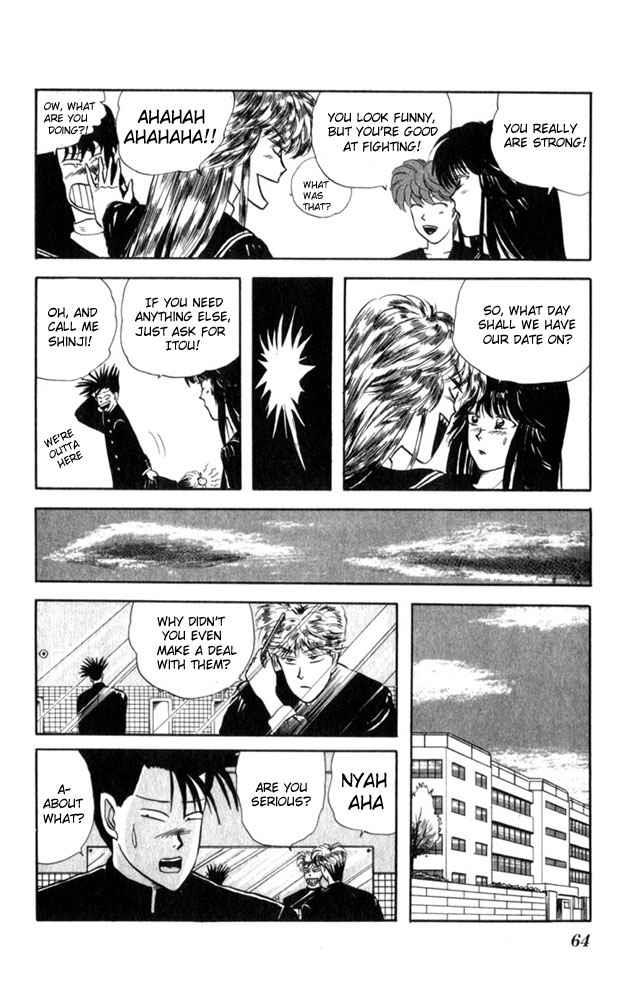 YOU REALLY
ARE STRONG!
YOU LOOK FUNNY,
BUT YOU'RE GOOD
AT FIGHTING!
WHAT
WAS
THAT?
AHAHAH
AHAHAHA!!
OW, WHAT
ARE YOU
DOING?!
SO, WHAT DAY
SHALL WE HAVE
OUR DATE ON?
IF YOU NEED
ANYTHING ELSE,
JUST ASK FOR
ITOU!
OH, AND
CALL ME
SHINJI!
WE'RE
OUTTA
HERE
WHY DIDN'T
YOU EVEN
MAKE A DEAL
WITH THEM?
NYAH
AHA
ARE YOU
SERIOUS?
A-
ABOUT
WHAT?
64